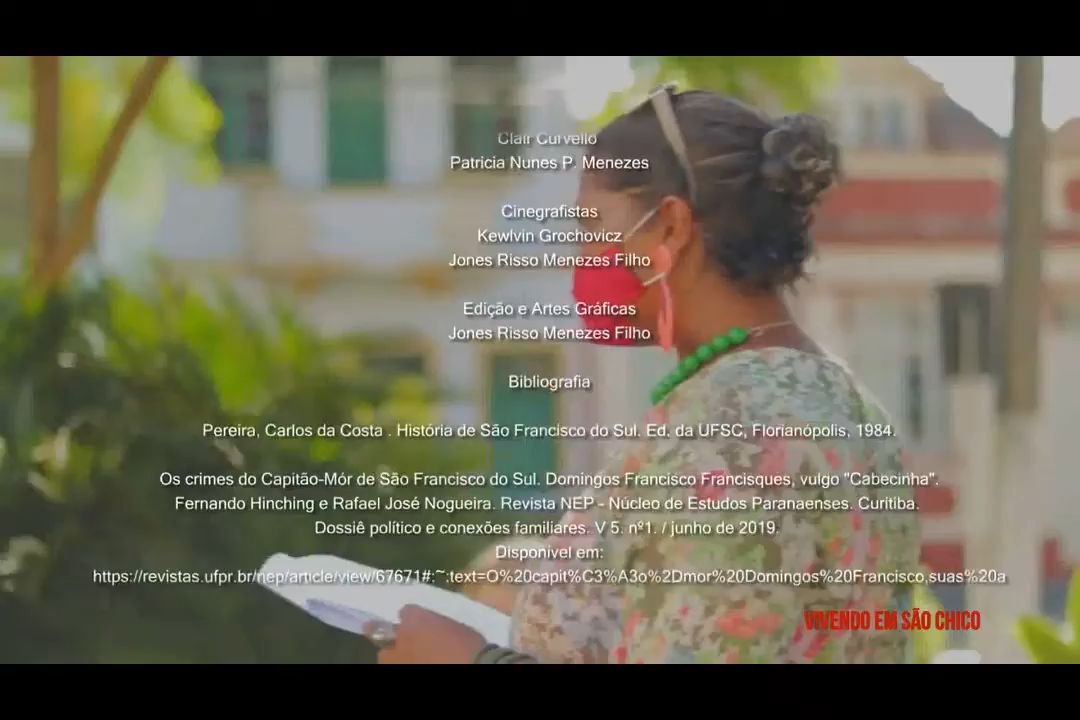 Clair Curvello
Patricia Nunes P. Menezes
Cinegrafistas
Kewlvin Grochovicz
Jones Risso Menezes Filho
Edição e Artes Gráficas
Jones Risso Menezes Filho
Bibliografia
Pereira, Carlos da Costa . História de São Francisco do Sul. Ed. da UFSC, Florianópolis, 1984.
Os crimes do Capitão-Mór de São Francisco do Sul. Domingos Francisco Francisques, vulgo "Cabecinha".
Fernando Hinching e Rafael José Nogueira. Revista NEP - Núcleo de Estudos Paranaenses. Curitiba.
Dossiê político e conexões familiares. V 5. nº1. / junho de 2019.
Disponível em:
https://revistas.ufpr.br/nep/article/view/67671#:~:text=O%20capit%C3%A3o%2Dmor%20Domingos%20Francisco,suas%20a
VIVENDO EM SÃO CHICO